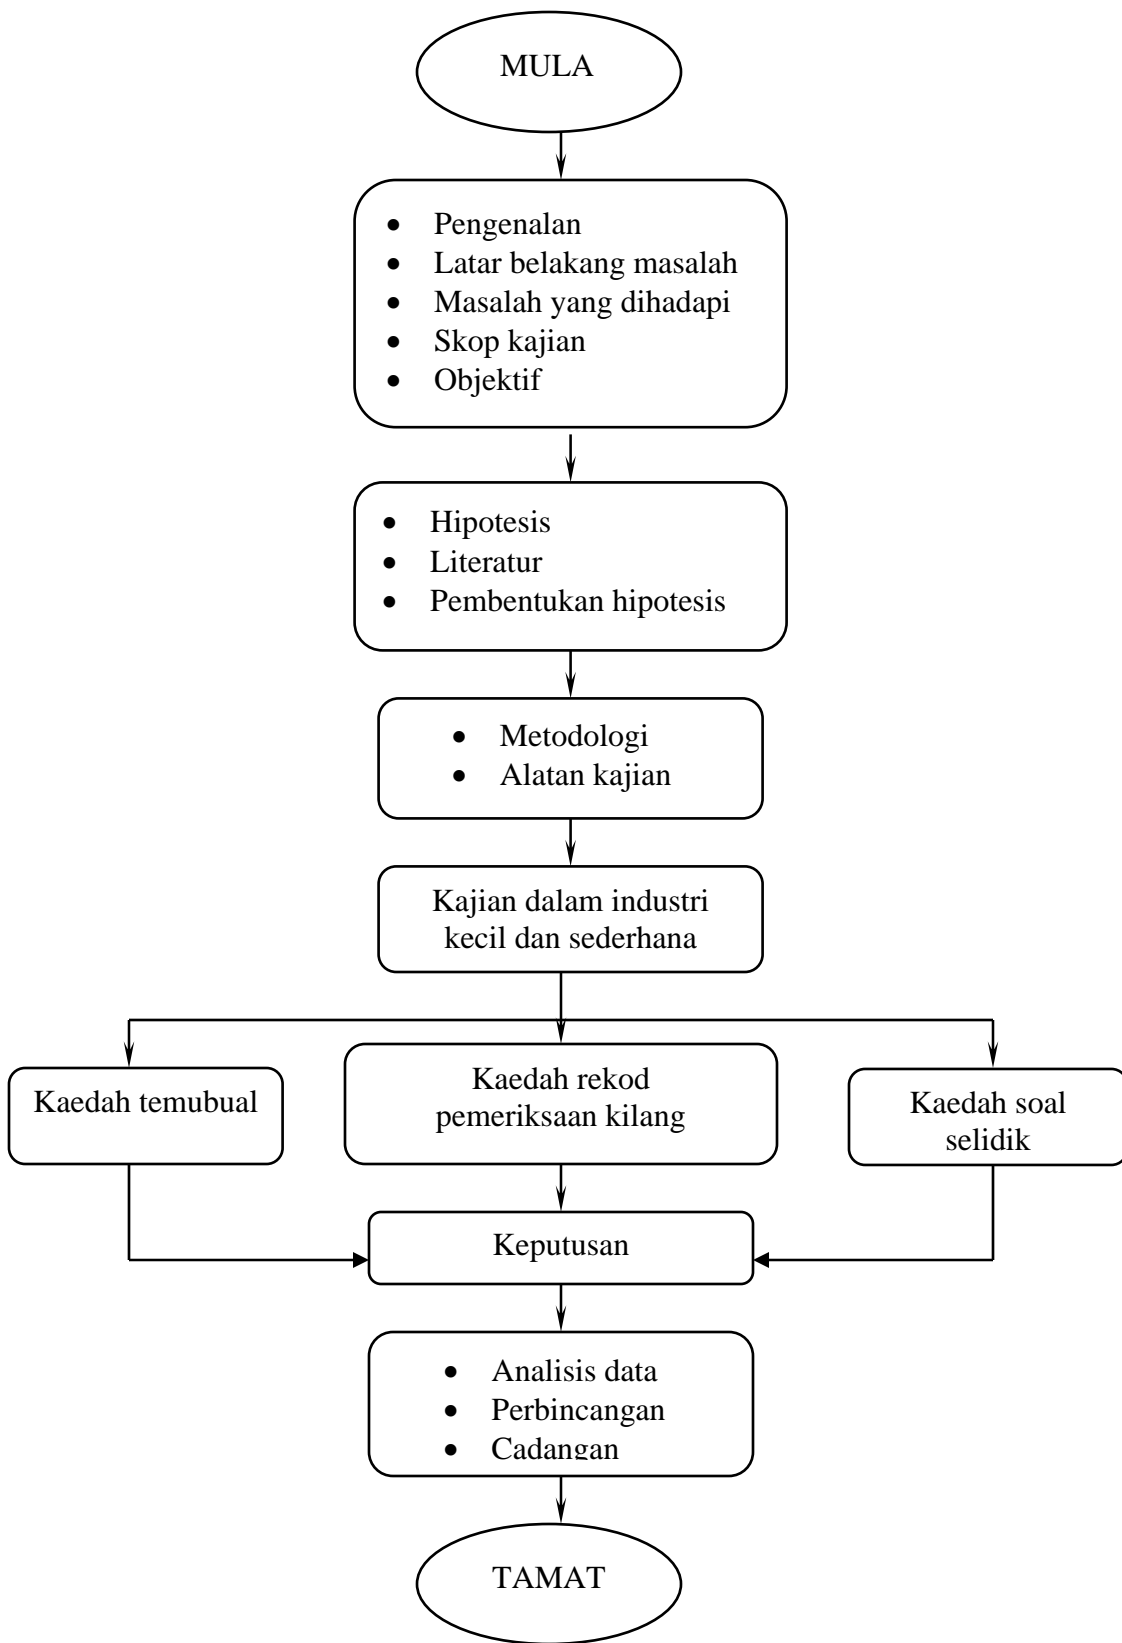 MULA
• Pengenalan
• Latar belakang masalah
• Masalah yang dihadapi
• Skop kajian
• Objektif
• Hipotesis
• Literatur
• Pembentukan hipotesis
• Metodologi
• Alatan kajian
Kajian dalam industri
kecil dan sederhana
Kaedah temubual
Kaedah rekod
pemeriksaan kilang
Kaedah soal
selidik
Keputusan
• Analisis data
• Perbincangan
• Cadangan
TAMAT